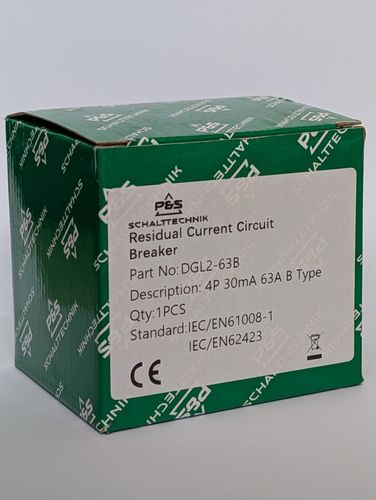 P&S
SCHALTTECHNIK
Residual Current Circuit
Breaker
Part No:DGL2-63B
Description: 4P 30mA 63A B Type
Qty:1PCS
Standard:IEC/EN61008-1
IEC/EN62423
CE
P&S
SCHALTTECHNIK